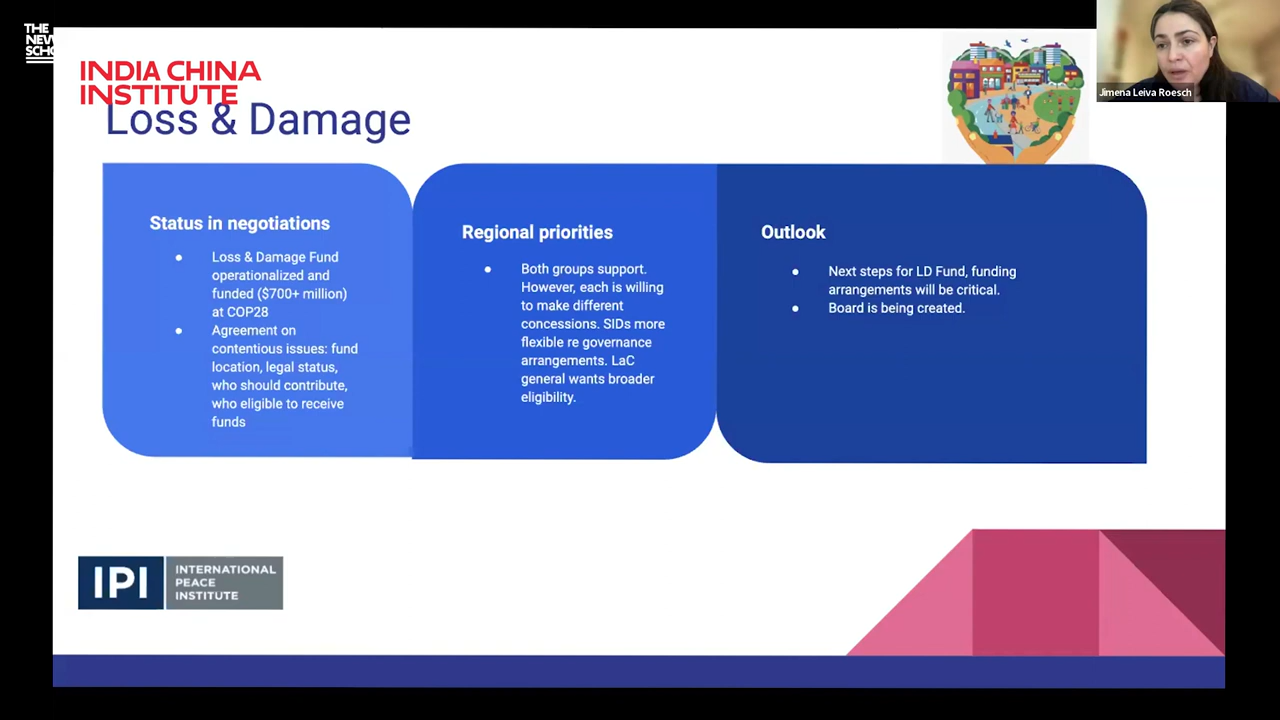 THE
NEW
SCHO
INDIA CHINA
INSTITUTE
Loss & Damage
Jimena Leiva Roesch
Status in negotiations
● Loss & Damage Fund
operationalized and
funded ($700+ million)
at COP28
● Agreement on
contentious issues: fund
location, legal status,
who should contribute,
who eligible to receive
funds
Regional priorities
● Both groups support.
However, each is willing
to make different
concessions. SIDs more
flexible re governance
arrangements. LaC
general wants broader
eligibility.
Outlook
● Next steps for LD Fund, funding
arrangements will be critical.
● Board is being created.
IPI
INTERNATIONAL
PEACE
INSTITUTE